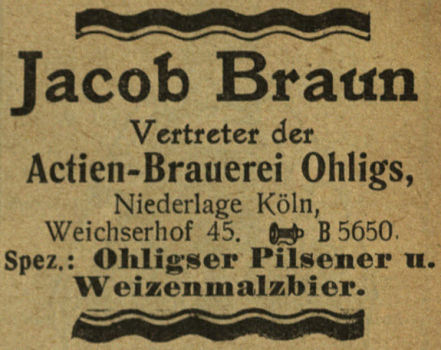 Jacob Braun
Vertreter der
Actien-Brauerei Ohligs,
Niederlage Köln,
Weichserhof 45. B 5650.
Spez.: Ohligser Pilsener u.
Weizenmalzbier.